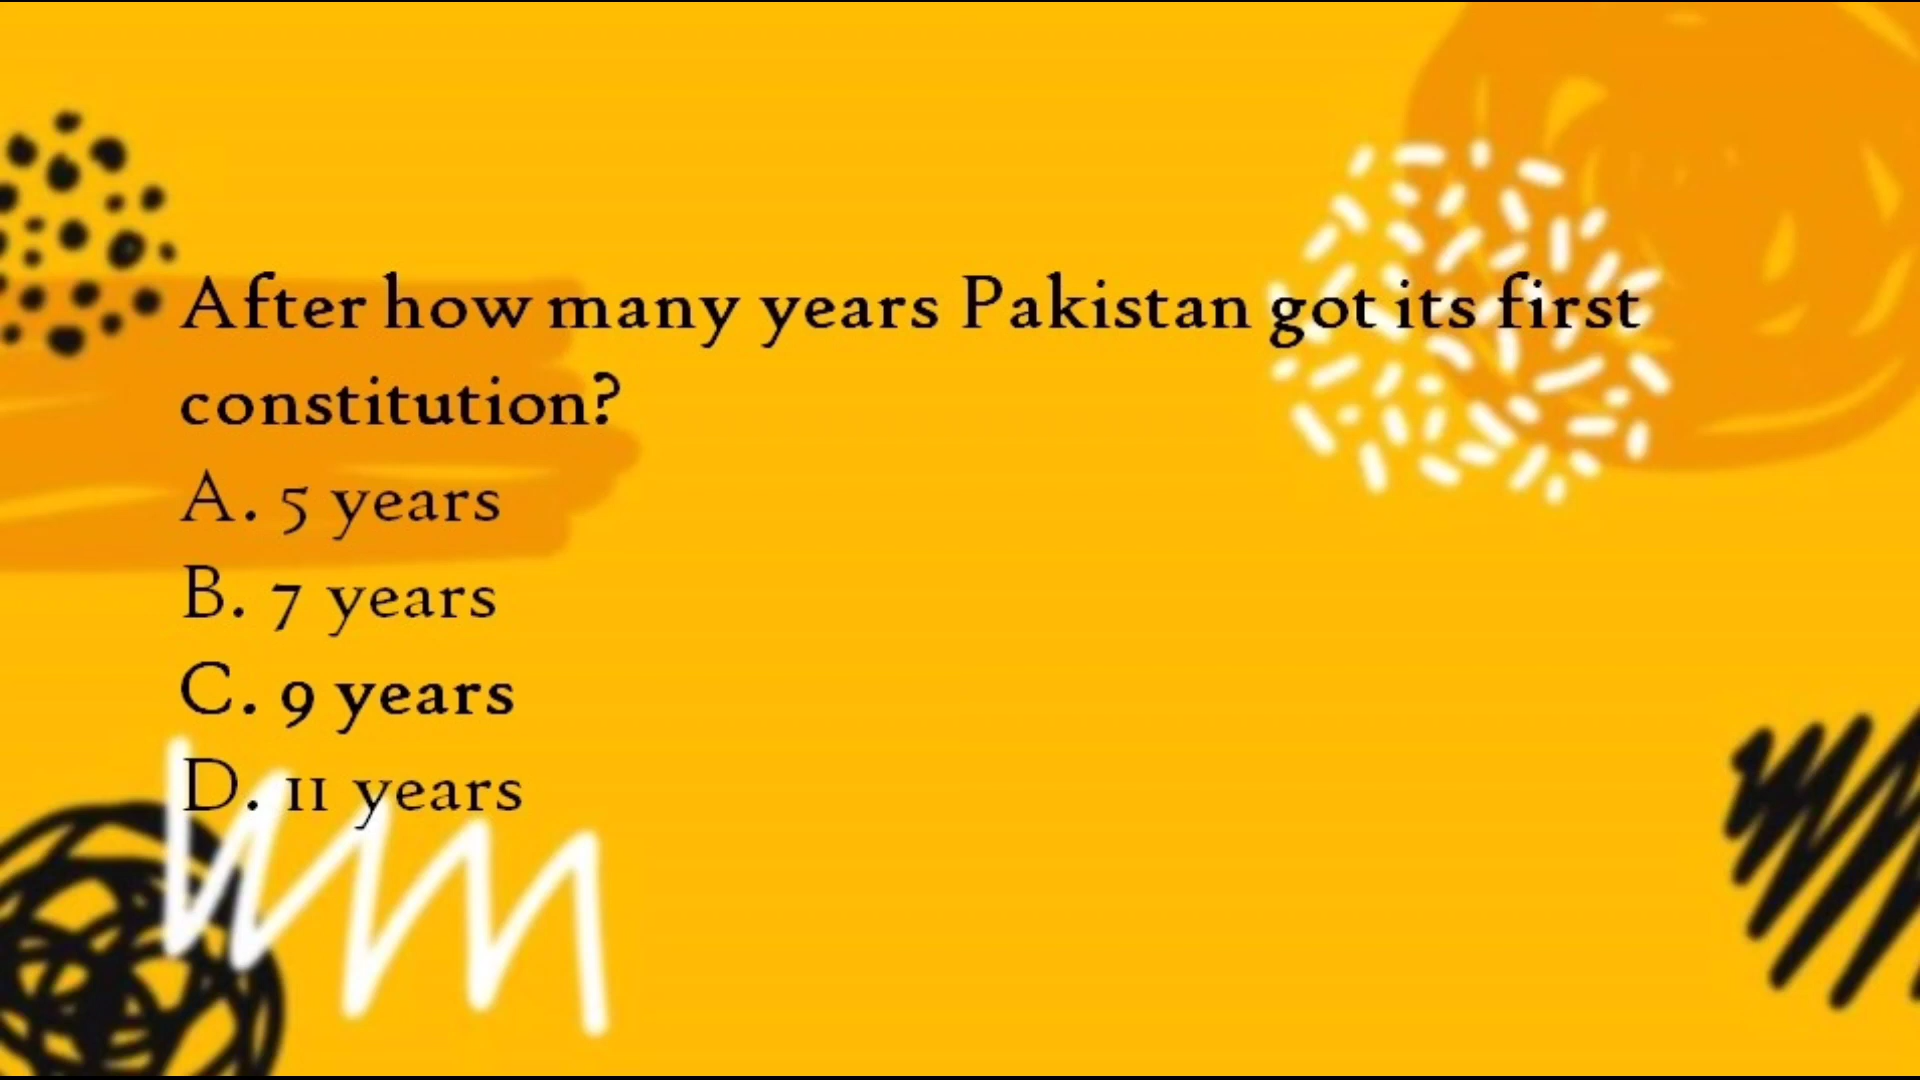 After how many years Pakistan got its first
constitution?
A. 5 years
B. 7 years
C. 9 years
D. 11 years